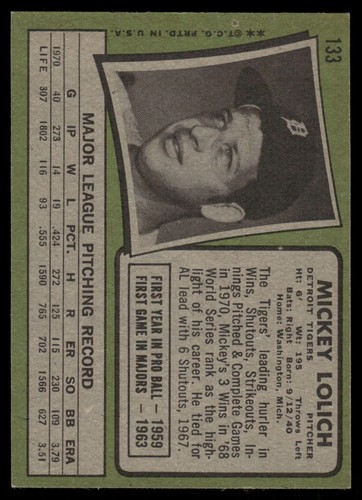 133
MICKEY LOLICH
DETROIT TIGERS PITCHER
Ht: 6' Wt: 195 Throws Left
Bats: Right Born: 9/12/40
Home: Washington, Mich.
The Tigers' leading hurler in
Wins, Shutouts, Strikeouts, In-
nings Pitched & Complete Games
in 1970, Mickey's 3 Wins in '68
World Series rank as the high-
light of his career. He tied for
AL lead with 6 Shutouts, 1967.
FIRST YEAR IN PRO BALL — 1959
FIRST GAME IN MAJORS — 1963
**©T.C.G. PRTD. IN U.S.A.
D
MAJOR LEAGUE PITCHING RECORD
G IP W L PCT. H R ER SO BB ERA
1970 40 273 14 19 .424 272 125 115 230 109 3.79
LIFE 307 1802 116 93 .555 1590 765 702 1566 627 3.51